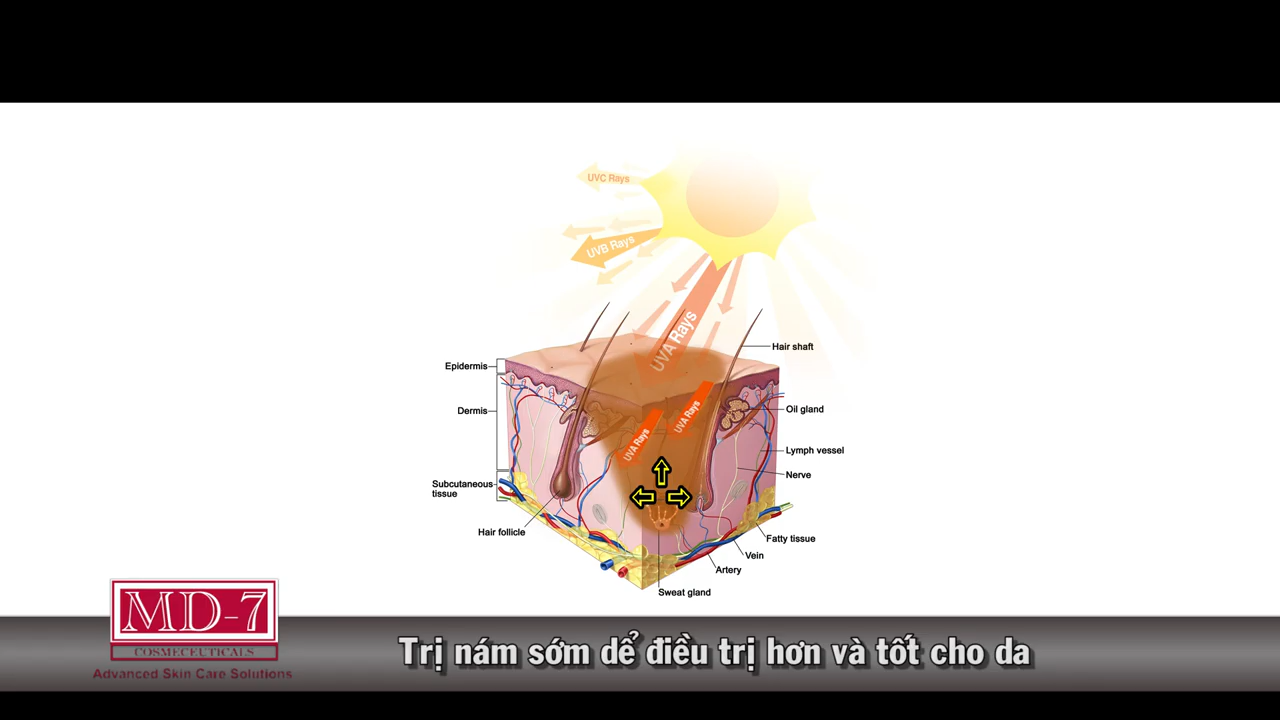 UVC Rays
UVB Rays
UVA Rays
Hair shaft
Epidermis
Dermis
UVA Rays
UVA Rays
Oil gland
Lymph vessel
Nerve
Subcutaneous
tissue
Hair follicle
Fatty tissue
Vein
Artery
Sweat gland
MD-7
COSMECEUTICALS
Advanced Skin Care Solutions
Trị nám sớm dể điều trị hơn và tốt cho da